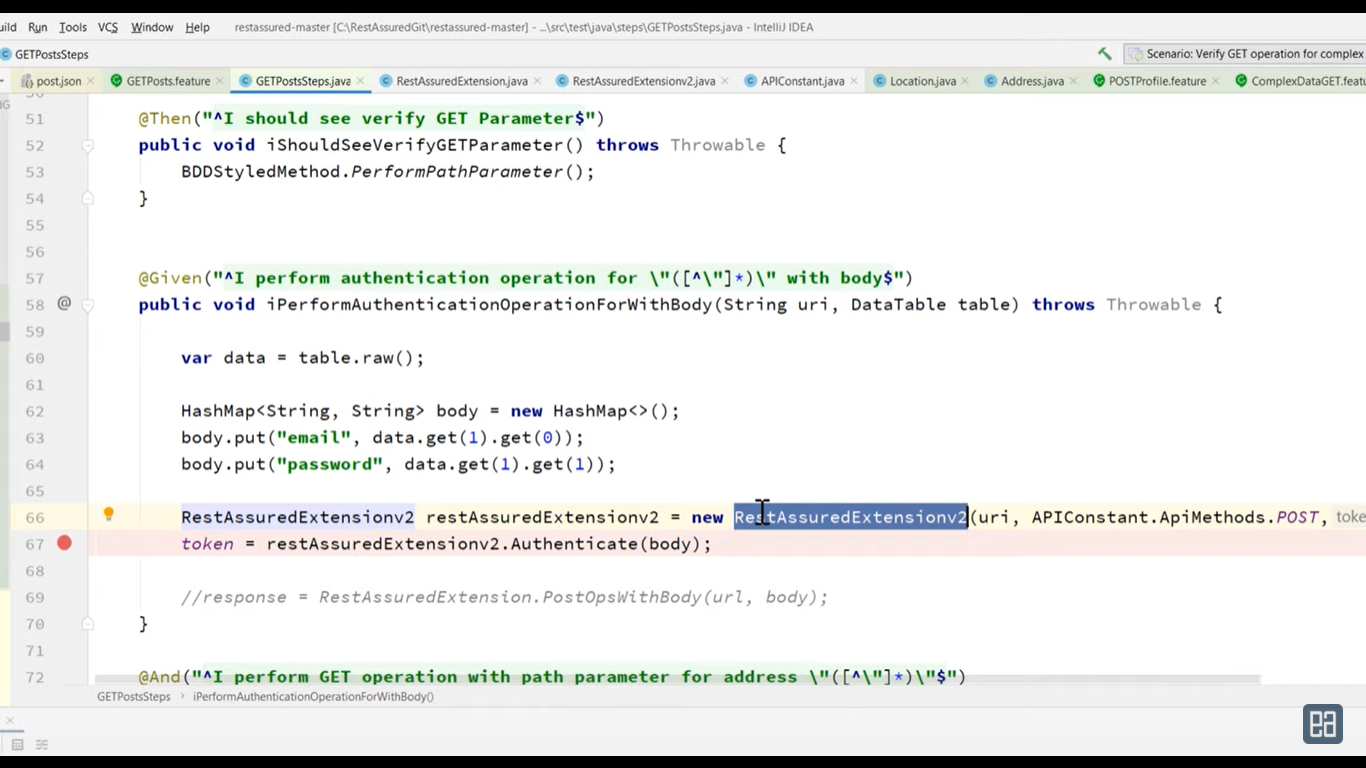 uild Run Tools VCS Window Help restassured-master [C:\RestAssuredGit\restassured-master] - ...\src\test\java\steps\GETPostsSteps.java - IntelliJ IDEA
GETPostsSteps Scenario: Verify GET operation for complex
post.json GETPosts.feature GETPostsSteps.java RestAssuredExtension.java RestAssuredExtensionv2.java APIConstant.java Location.java Address.java POSTProfile.feature ComplexDataGET.featu
51 @Then("^I should see verify GET Parameter$")
52 public void iShouldSeeVerifyGETParameter() throws Throwable {
53 BDDStyledMethod.PerformPathParameter();
54 }
55
56
57 @Given("^I perform authentication operation for \"([^\"]*)\" with body$")
58 @ public void iPerformAuthenticationOperationForWithBody(String uri, DataTable table) throws Throwable {
59
60 var data = table.raw();
61
62 HashMap<String, String> body = new HashMap<>();
63 body.put("email", data.get(1).get(0));
64 body.put("password", data.get(1).get(1));
65
66 RestAssuredExtensionv2 restAssuredExtensionv2 = new RestAssuredExtensionv2(uri, APIConstant.ApiMethods.POST, toke
67 token = restAssuredExtensionv2.Authenticate(body);
68
69 //response = RestAssuredExtension.PostOpsWithBody(url, body);
70 }
71
72 @And("^I perform GET operation with path parameter for address \"([^\"]*)\"$")
GETPostsSteps › iPerformAuthenticationOperationForWithBody()